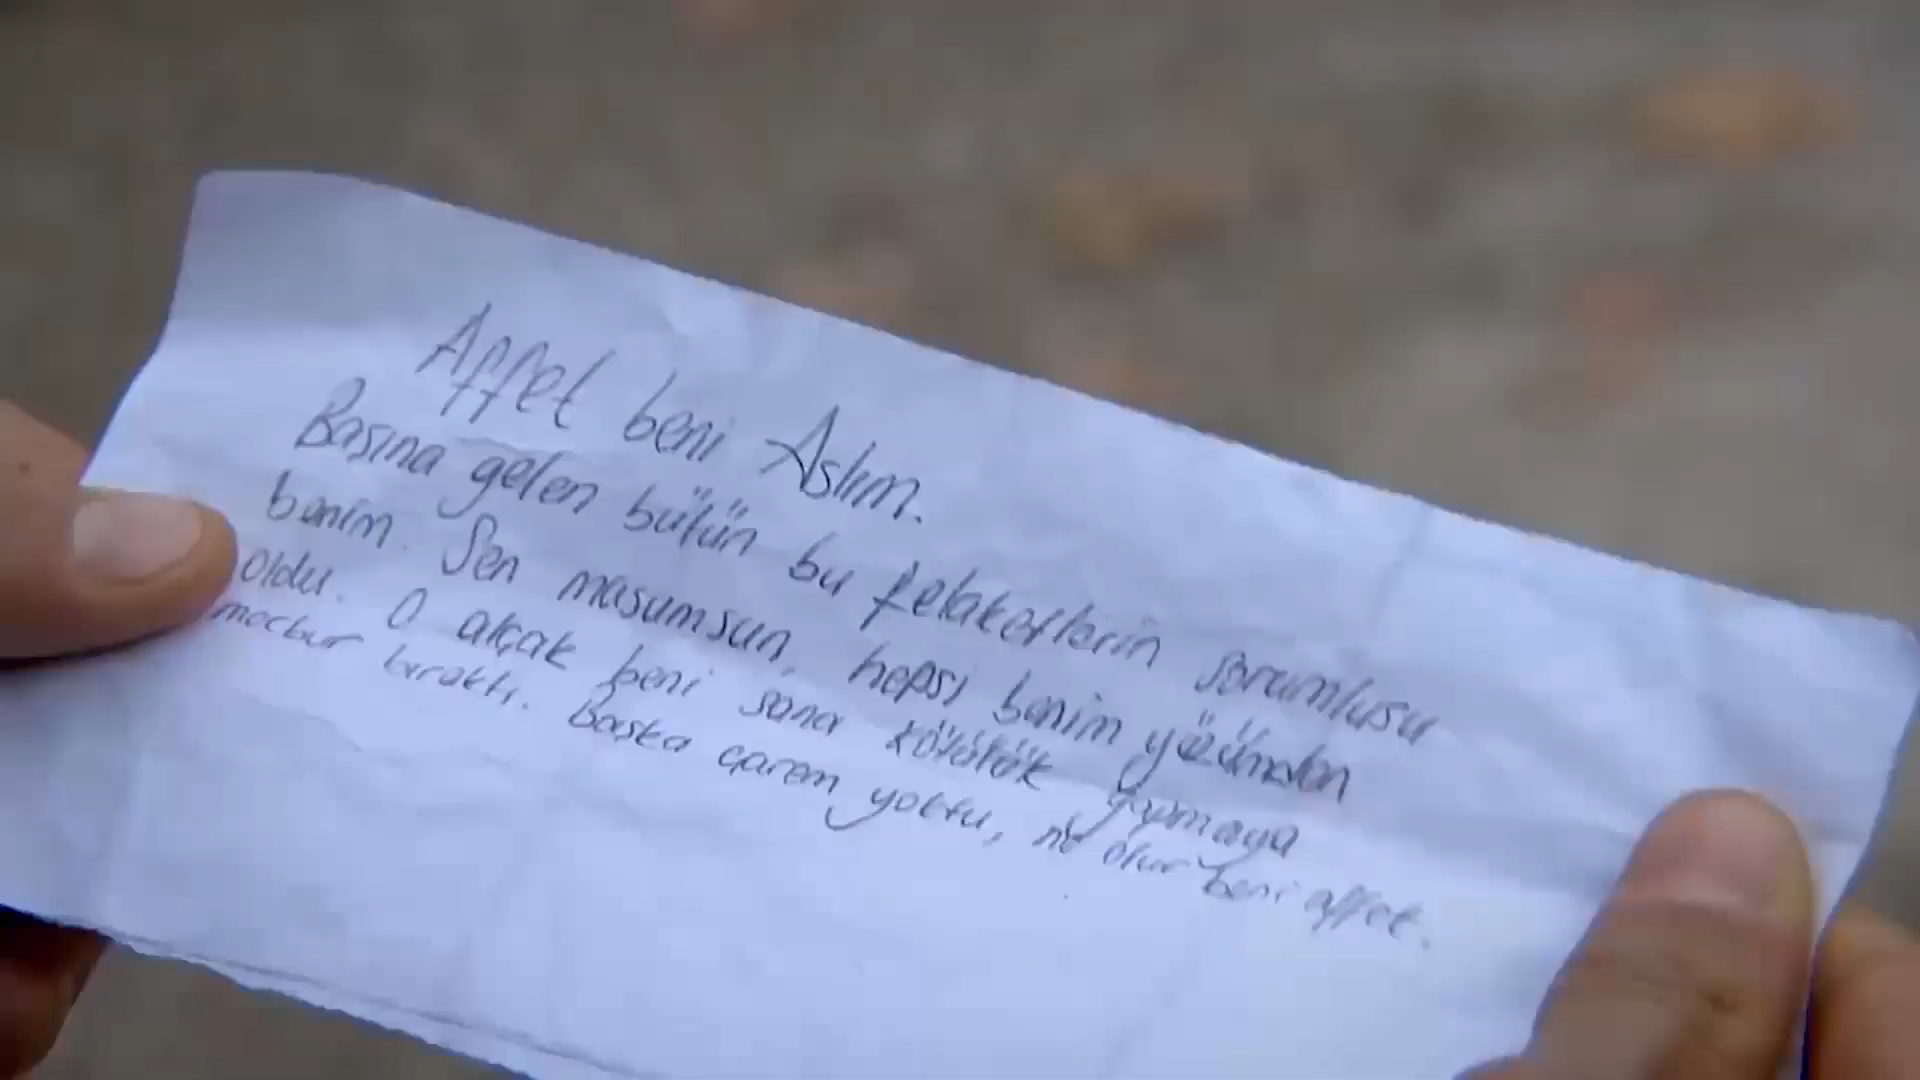 Affet beni Aslım.
Başına gelen bütün bu felaketlerin sorumlusu
benim. Sen masumsun, hepsi benim yüzümden
oldu. O alçak beni sana kötülük yapmaya
mecbur bıraktı. Başka çarem yoktu, ne olur beni affet.